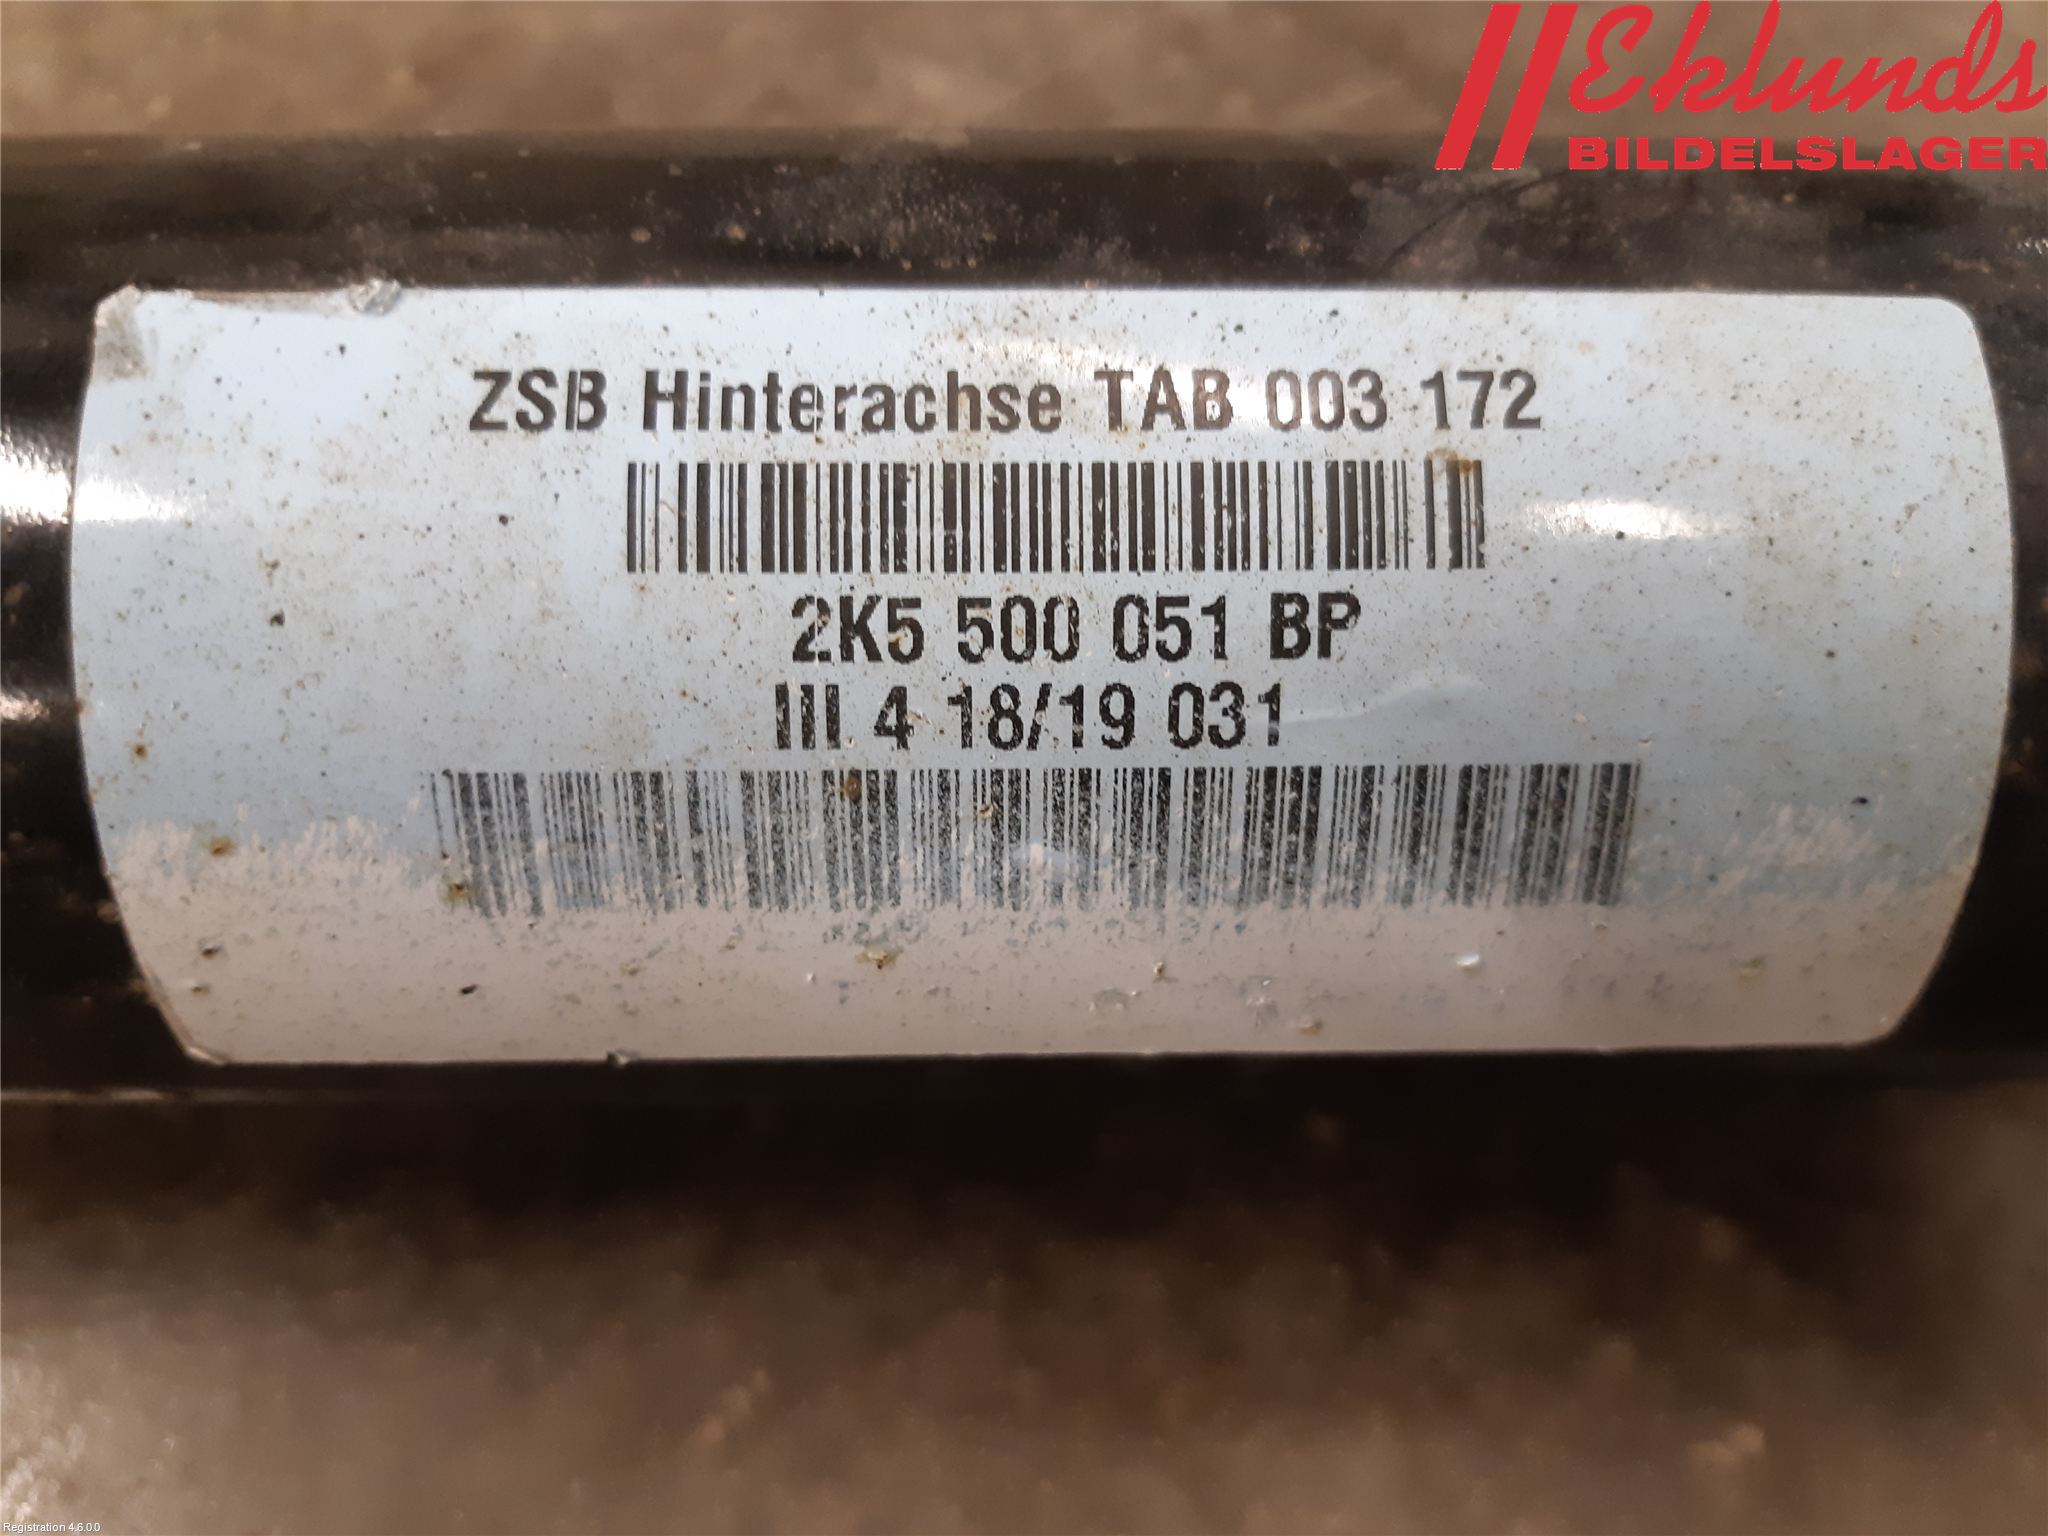 Eklunds
BILDELSLAGER
ZSB Hinterachse TAB 003 172
2K5 500 051 BP
III 4 18/19 031
Registration 4.6.0.0